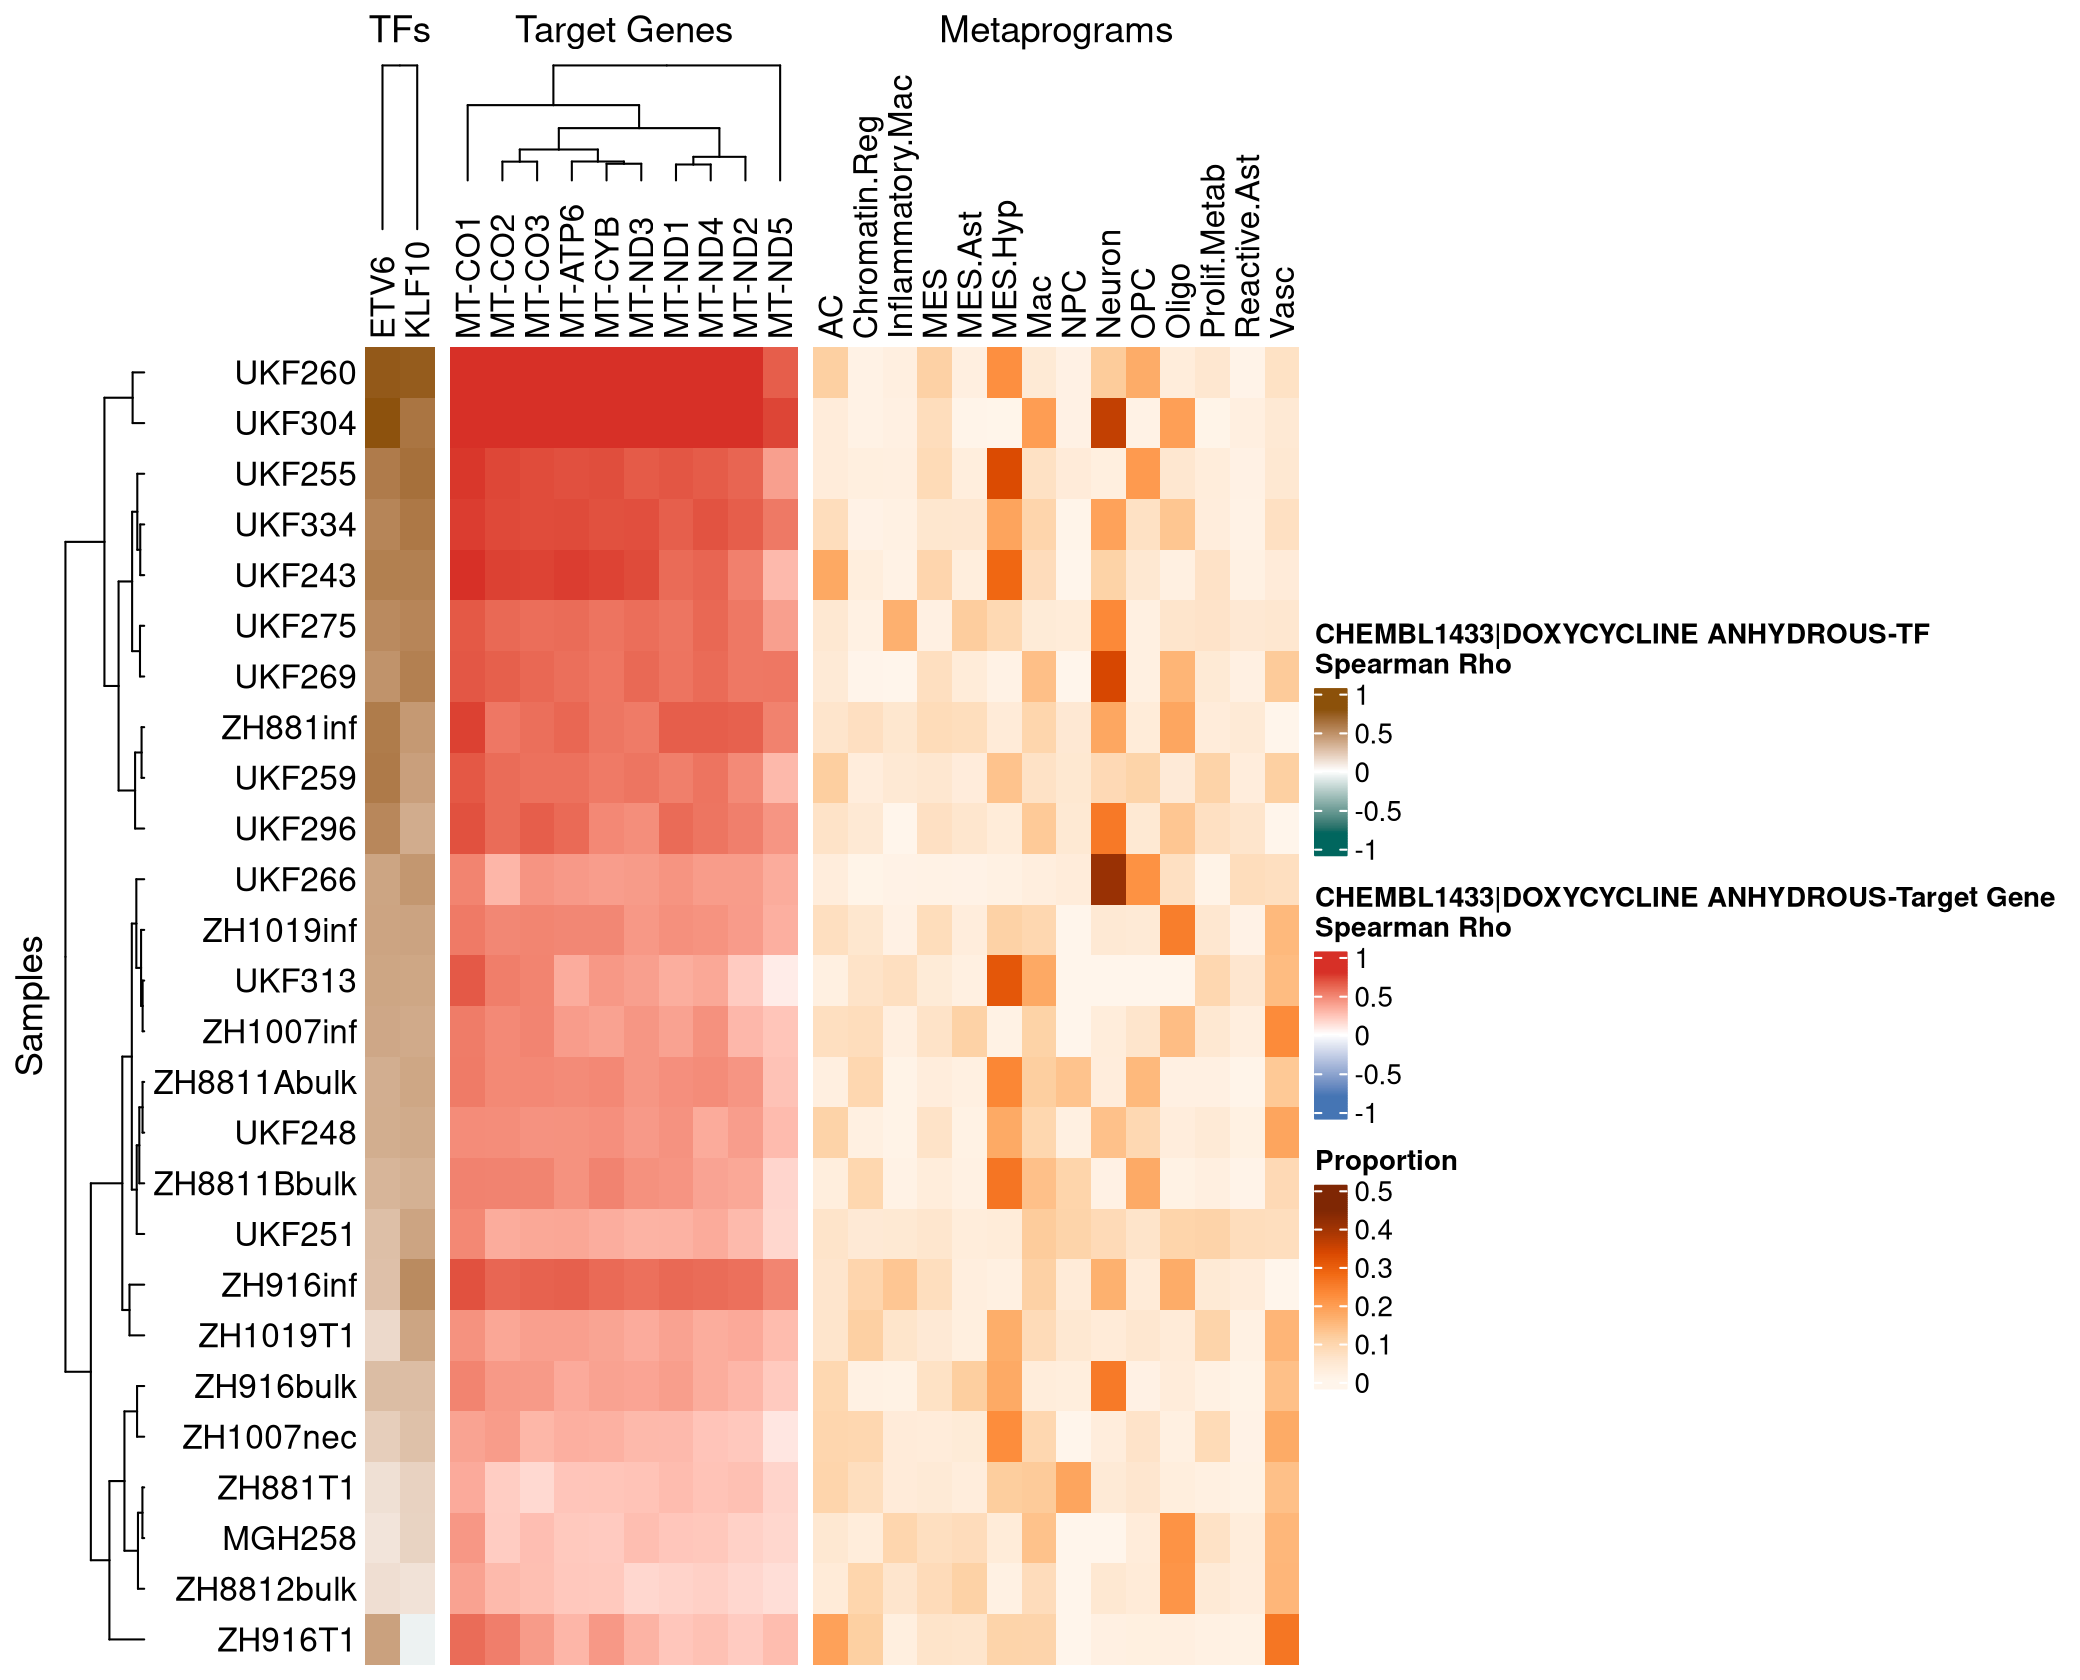 TFs
Target Genes
Metaprograms
ETV6
KLF10
MT-CO1
MT-CO2
MT-CO3
MT-ATP6
MT-CYB
MT-ND3
MT-ND1
MT-ND4
MT-ND2
MT-ND5
AC
Chromatin.Reg
Inflammatory.Mac
MES
MES.Ast
MES.Hyp
Mac
NPC
Neuron
OPC
Oligo
Prolif.Metab
Reactive.Ast
Vasc
Samples
UKF260
UKF304
UKF255
UKF334
UKF243
UKF275
UKF269
ZH881inf
UKF259
UKF296
UKF266
ZH1019inf
UKF313
ZH1007inf
ZH8811Abulk
UKF248
ZH8811Bbulk
UKF251
ZH916inf
ZH1019T1
ZH916bulk
ZH1007nec
ZH881T1
MGH258
ZH8812bulk
ZH916T1
CHEMBL1433|DOXYCYCLINE ANHYDROUS-TF
Spearman Rho
1
0.5
0
-0.5
-1
CHEMBL1433|DOXYCYCLINE ANHYDROUS-Target Gene
Spearman Rho
1
0.5
0
-0.5
-1
Proportion
0.5
0.4
0.3
0.2
0.1
0